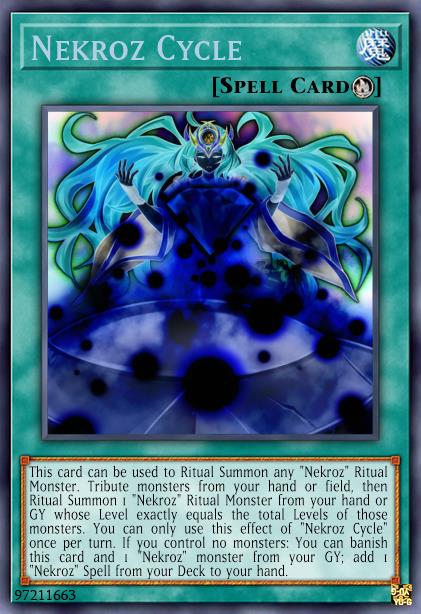 Nekroz Cycle
魔
[Spell Card]
This card can be used to Ritual Summon any "Nekroz" Ritual
Monster. Tribute monsters from your hand or field, then
Ritual Summon 1 "Nekroz" Ritual Monster from your hand or
GY whose Level exactly equals the total Levels of those
monsters. You can only use this effect of "Nekroz Cycle"
once per turn. If you control no monsters: You can banish
this card and 1 "Nekroz" monster from your GY; add 1
"Nekroz" Spell from your Deck to your hand.
97211663